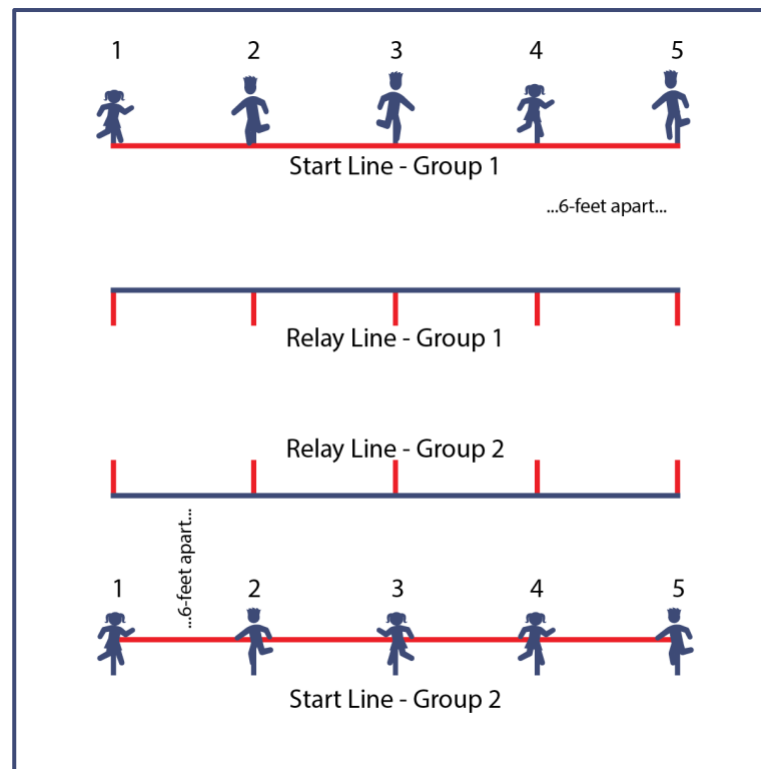 1 2 3 4 5
Start Line - Group 1
...6-feet apart...
Relay Line - Group 1
Relay Line - Group 2
...6-feet apart...
1 2 3 4 5
Start Line - Group 2